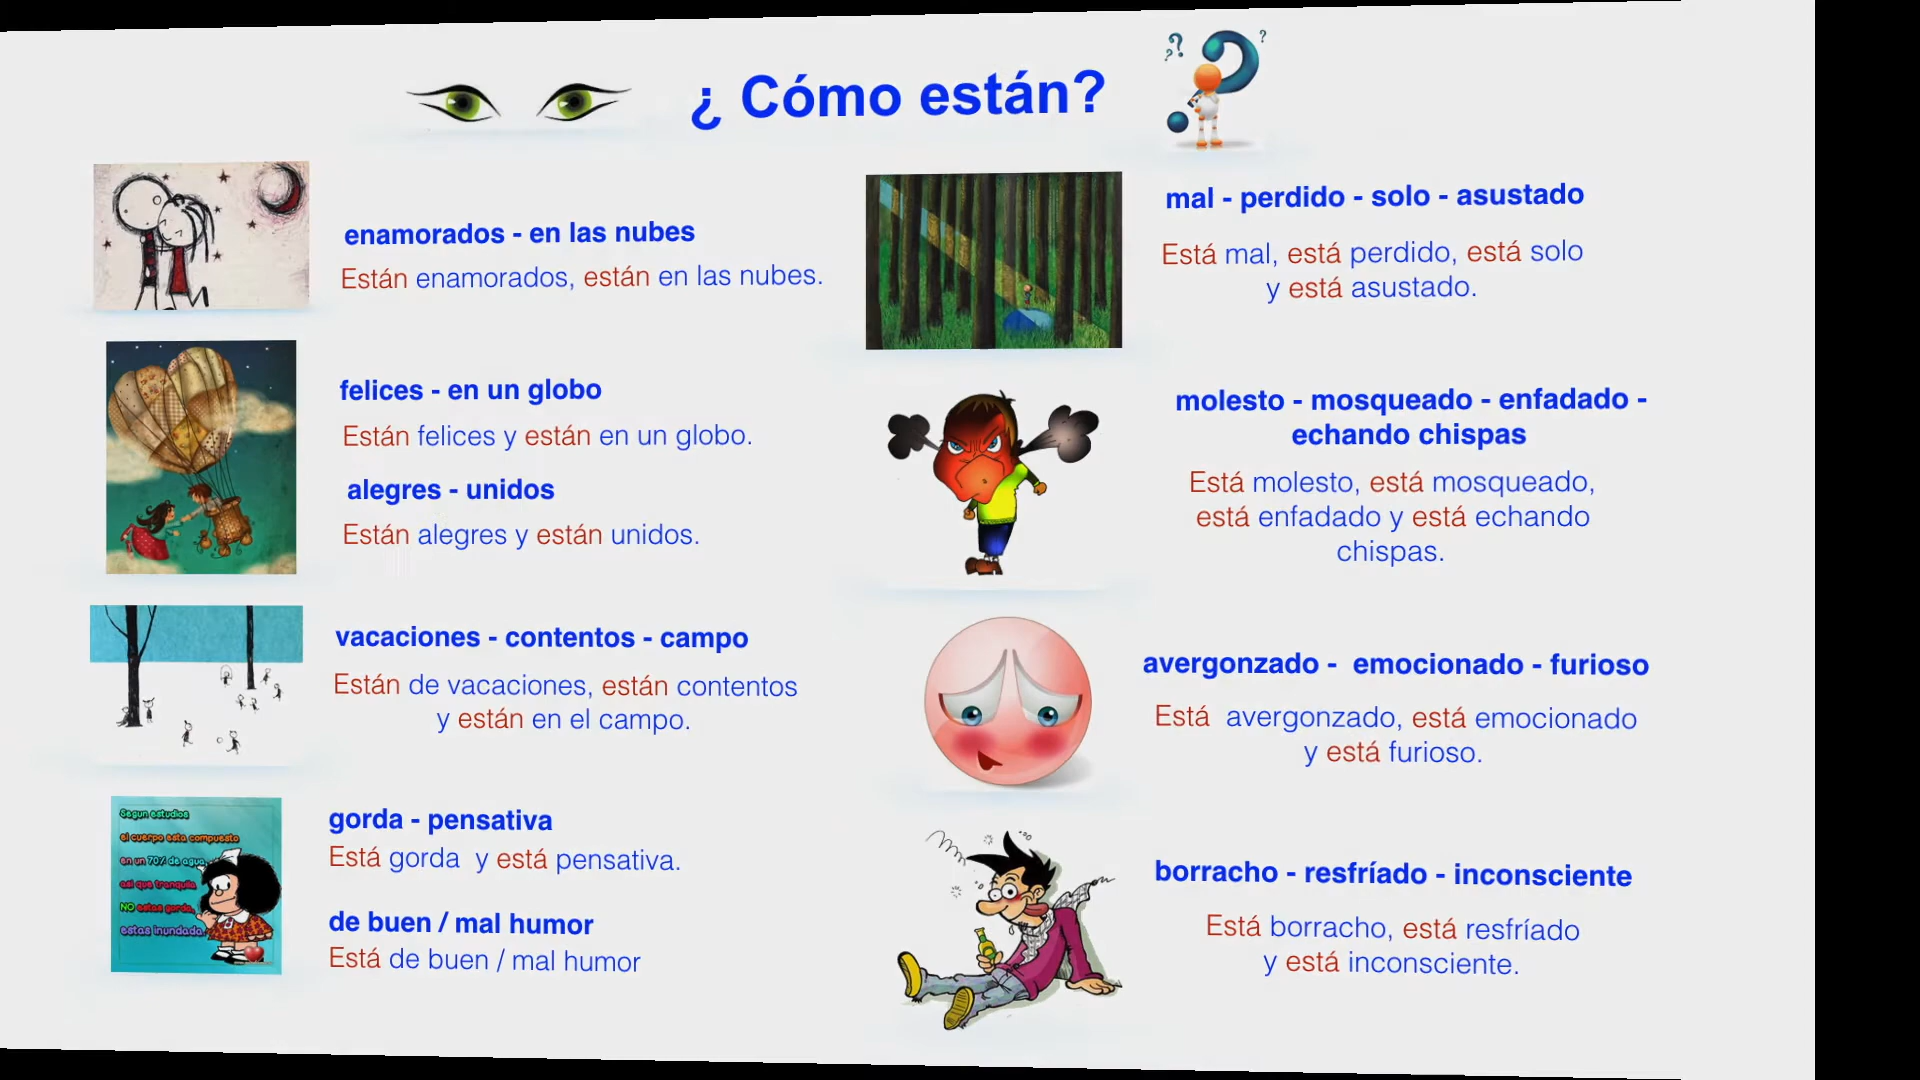 ¿ Cómo están?
enamorados - en las nubes
Están enamorados, están en las nubes.
felices - en un globo
Están felices y están en un globo.
alegres - unidos
Están alegres y están unidos.
vacaciones - contentos - campo
Están de vacaciones, están contentos
y están en el campo.
Segun estudios
el cuerpo esta compuesto
en un 70% de agua,
asi que tranquila
NO estas gorda,
estas inundada.
gorda - pensativa
Está gorda y está pensativa.
de buen / mal humor
Está de buen / mal humor
mal - perdido - solo - asustado
Está mal, está perdido, está solo
y está asustado.
molesto - mosqueado - enfadado -
echando chispas
Está molesto, está mosqueado,
está enfadado y está echando
chispas.
avergonzado - emocionado - furioso
Está avergonzado, está emocionado
y está furioso.
borracho - resfríado - inconsciente
Está borracho, está resfríado
y está inconsciente.